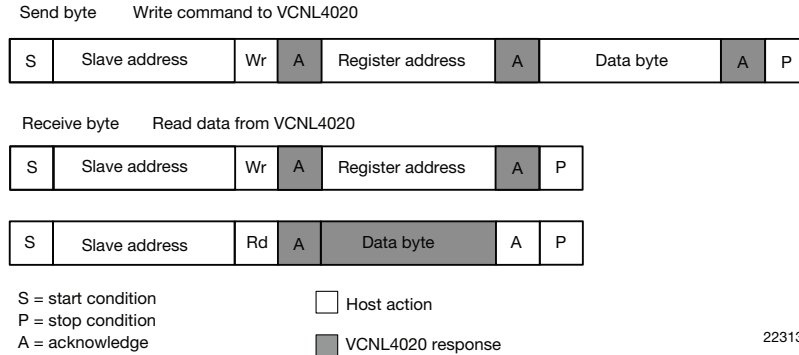 Send byte Write command to VCNL4020
S Slave address Wr A Register address A Data byte A P
Receive byte Read data from VCNL4020
S Slave address Wr A Register address A P
S Slave address Rd A Data byte A P
S = start condition
P = stop condition
A = acknowledge
Host action
VCNL4020 response
22313